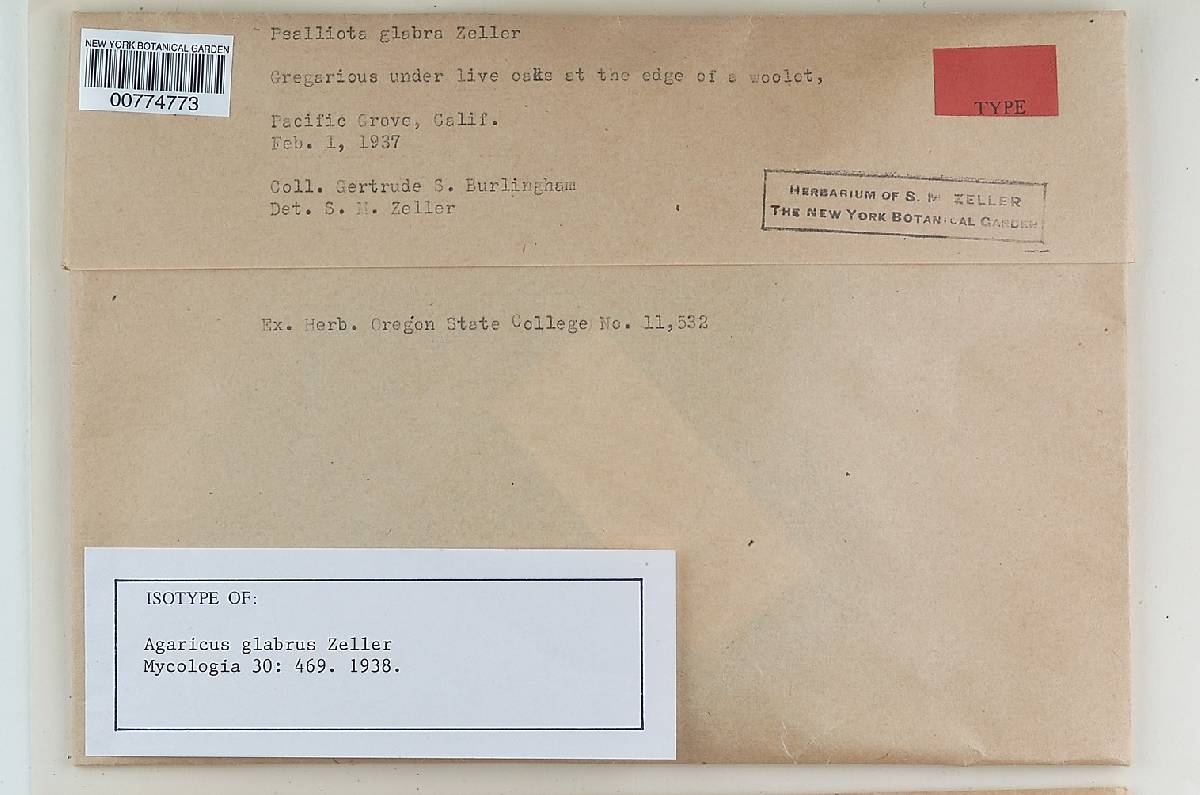 NEW YORK BOTANICAL GARDEN
00774773
Psalliota glabra Zeller
Gregarious under live oaks at the edge of a woolot,
Pacific Grove, Calif.
Feb. 1, 1937
Coll. Gertrude S. Burlingham
Det. S. M. Zeller
TYPE
HERBARIUM OF S. M. ZELLER
THE NEW YORK BOTANICAL GARDEN
Ex. Herb. Oregon State College No. 11,532
ISOTYPE OF:
Agaricus glabrus Zeller
Mycologia 30: 469. 1938.